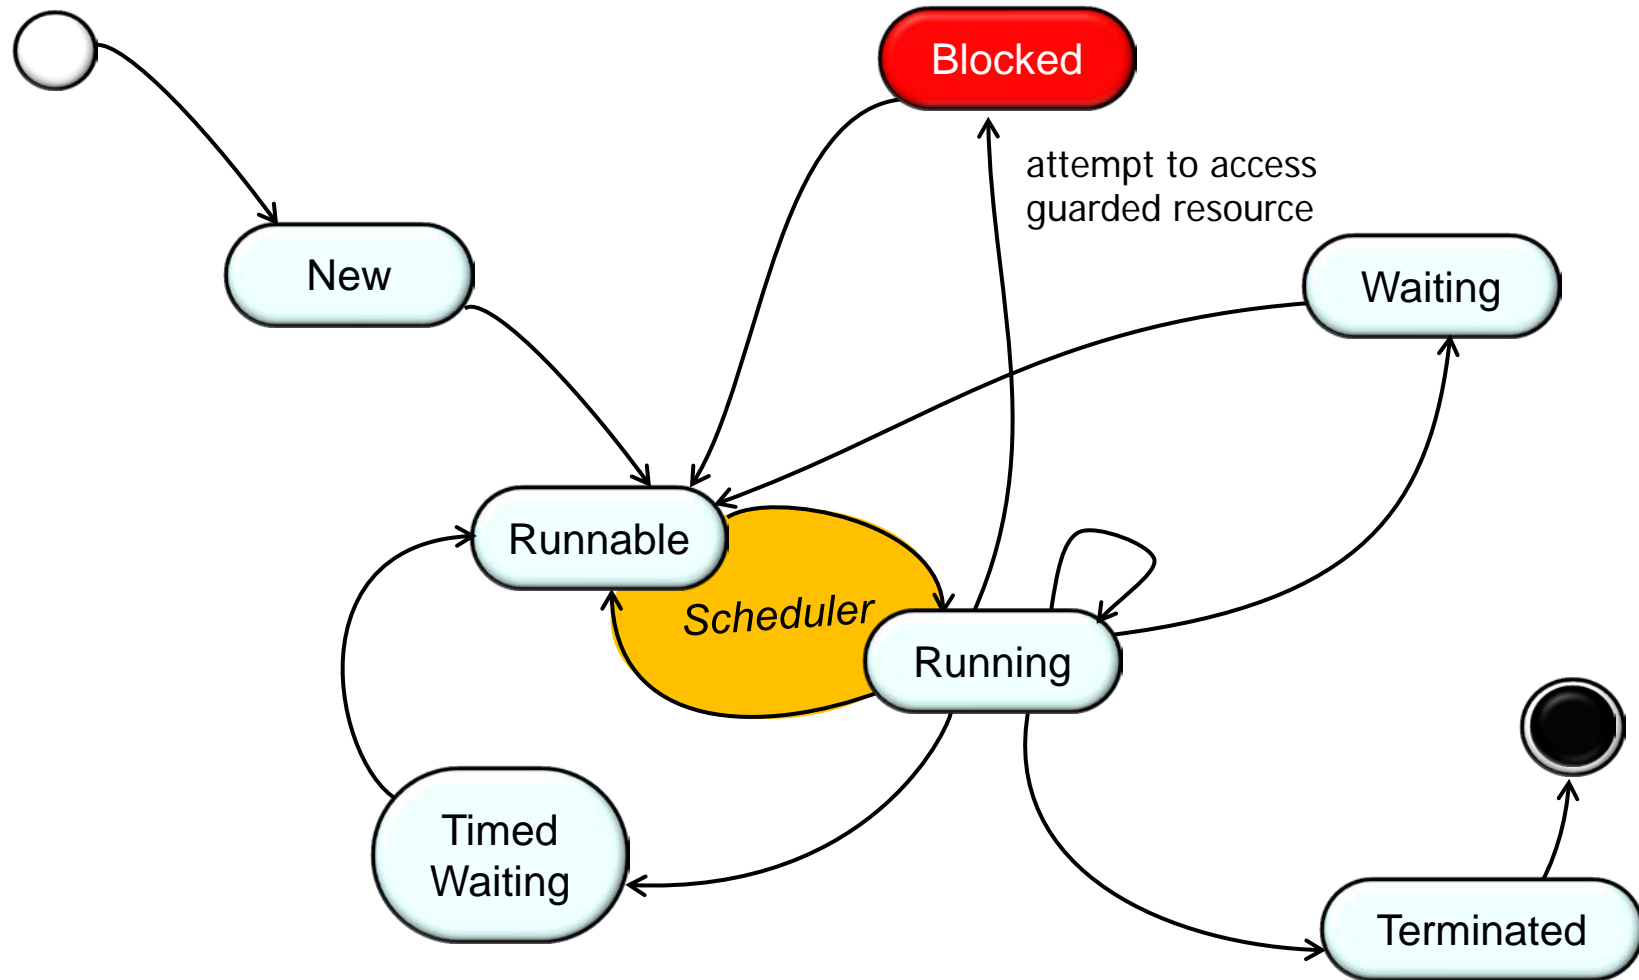 Blocked
attempt to access
guarded resource
New
Waiting
Runnable
Scheduler
Running
Timed
Waiting
Terminated